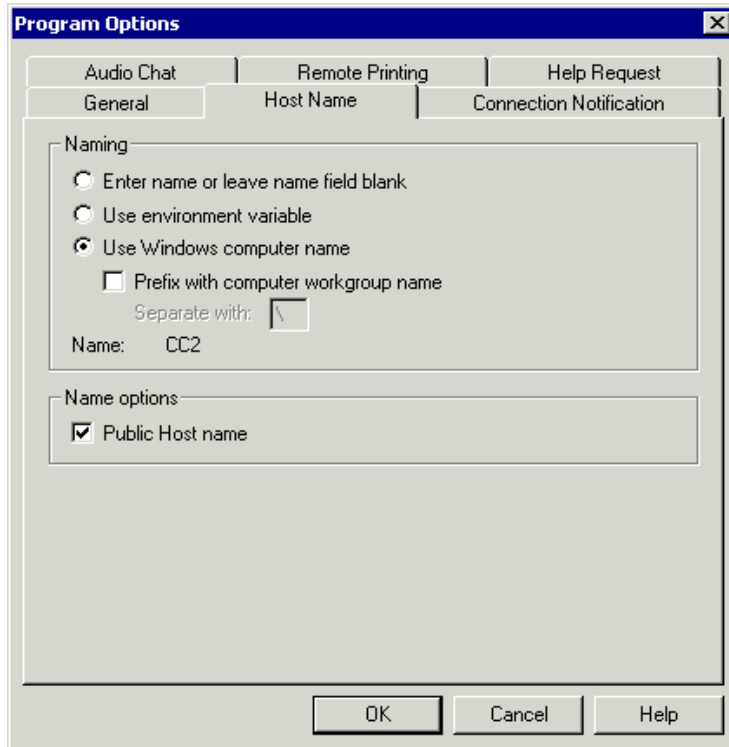 Program Options
Audio Chat Remote Printing Help Request
General Host Name Connection Notification
Naming
Enter name or leave name field blank
Use environment variable
Use Windows computer name
Prefix with computer workgroup name
Separate with: \
Name: CC2
Name options
Public Host name
OK Cancel Help